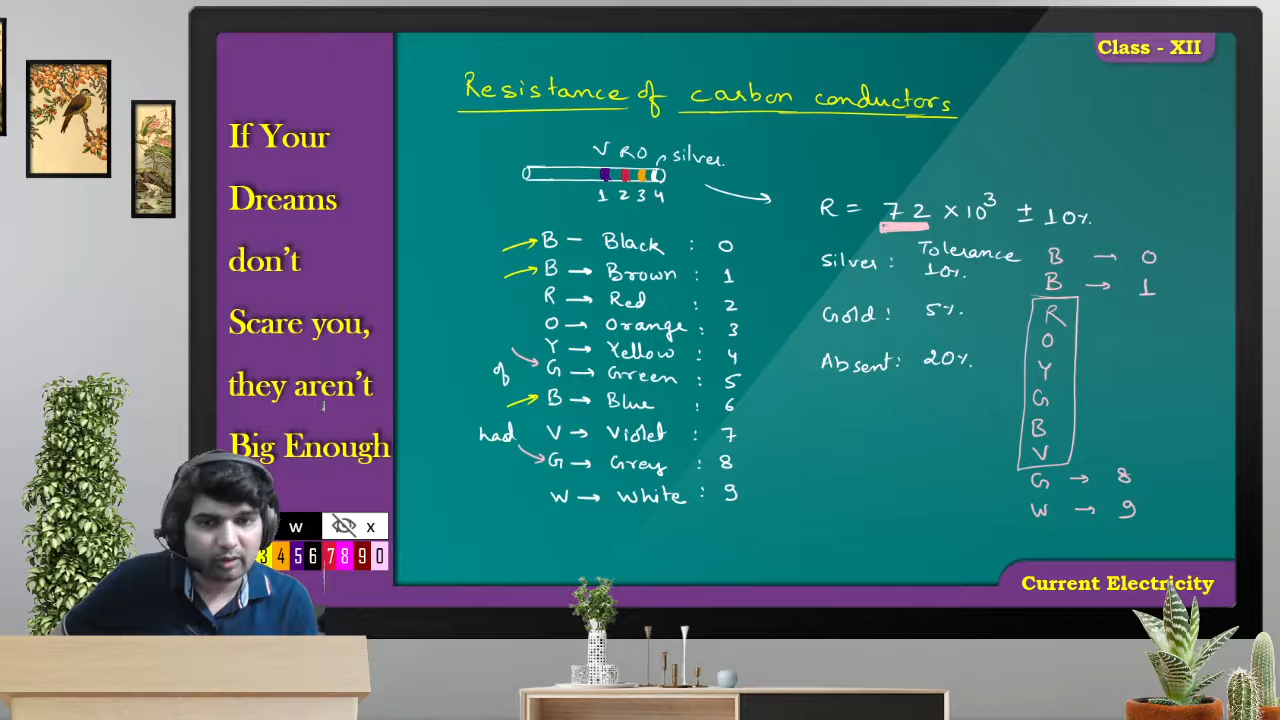 Class - XII
If Your
Dreams
don't
Scare you,
they aren't
Big Enough
Resistance of carbon conductors
V R O silver
1 2 3 4
R = 72 ×10³ ± 10%
B – Black : 0
B → Brown : 1
R → Red : 2
O → Orange : 3
Y → Yellow : 4
of G → Green : 5
B → Blue : 6
had V → Violet : 7
G → Grey : 8
W → White : 9
Silver : Tolerance
10%
Gold : 5%
Absent : 20%
B → 0
B → 1
R
O
Y
G
B
V
G → 8
W → 9
w x
3 4 5 6 7 8 9 0
Current Electricity